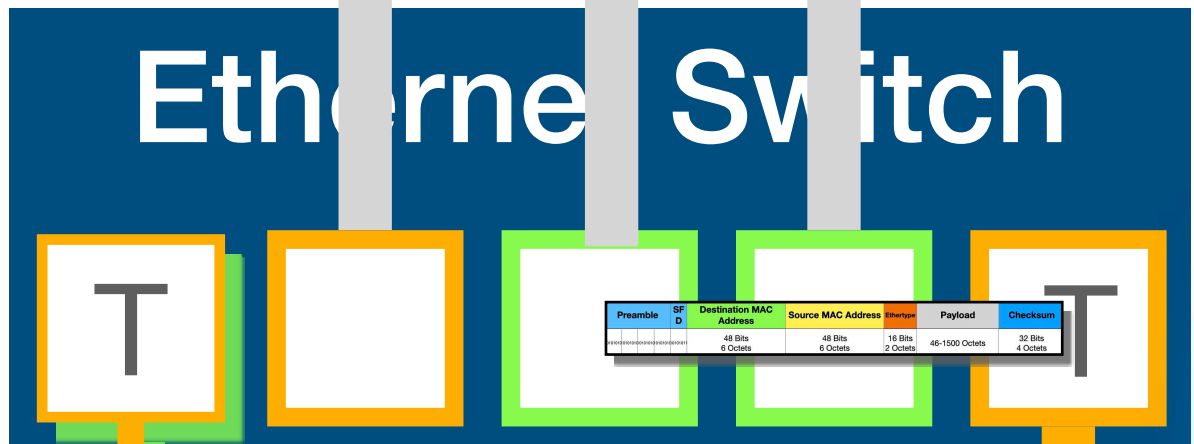 Ethernet Switch
T
T
Preamble SFD Destination MAC Address Source MAC Address Ethertype Payload Checksum
48 Bits 6 Octets 48 Bits 6 Octets 16 Bits 2 Octets 46-1500 Octets 32 Bits 4 Octets